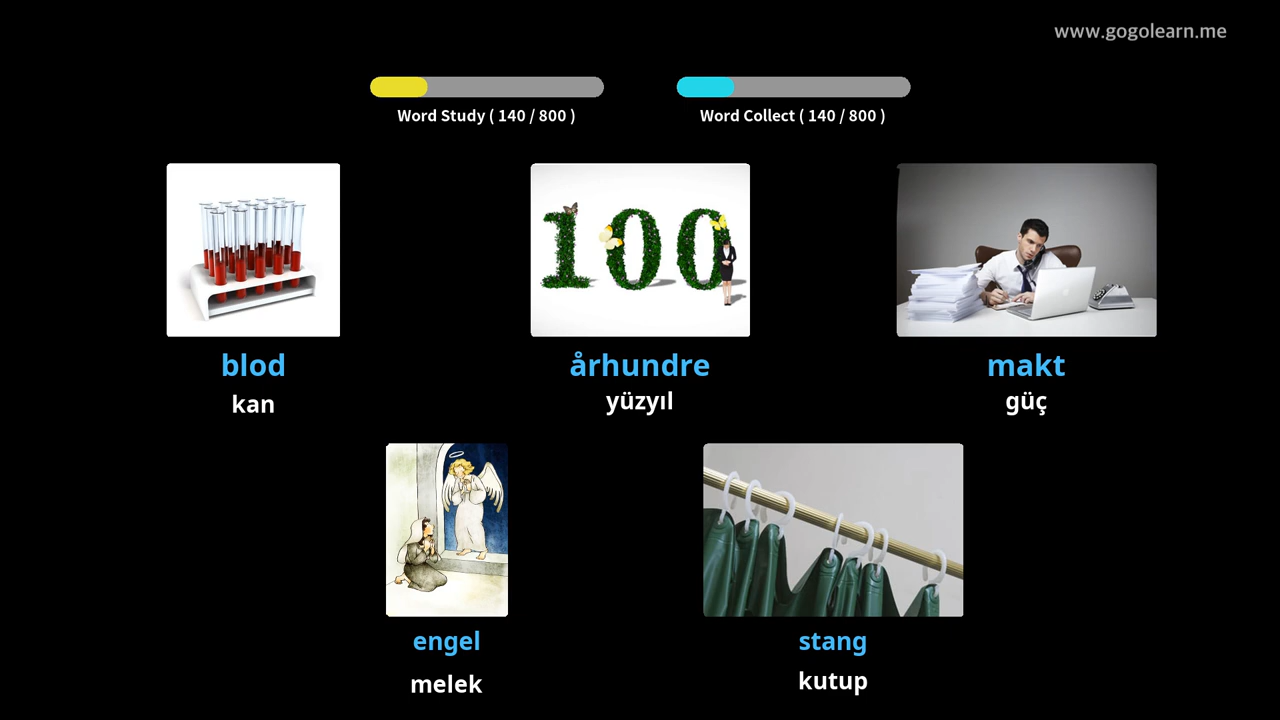 www.gogolearn.me
Word Study ( 140 / 800 )
Word Collect ( 140 / 800 )
100
blod
kan
århundre
yüzyıl
makt
güç
engel
melek
stang
kutup